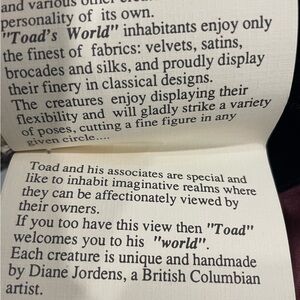 and various other
personality of its own.
"Toad's World" inhabitants enjoy only
the finest of fabrics: velvets, satins,
brocades and silks, and proudly display
their finery in classical designs.
The creatures enjoy displaying their
flexibility and will gladly strike a variety
of poses, cutting a fine figure in any
given circle....
Toad and his associates are special and
like to inhabit imaginative realms where
they can be affectionately viewed by
their owners.
If you too have this view then "Toad"
welcomes you to his "world".
Each creature is unique and handmade
by Diane Jordens, a British Columbian
artist.